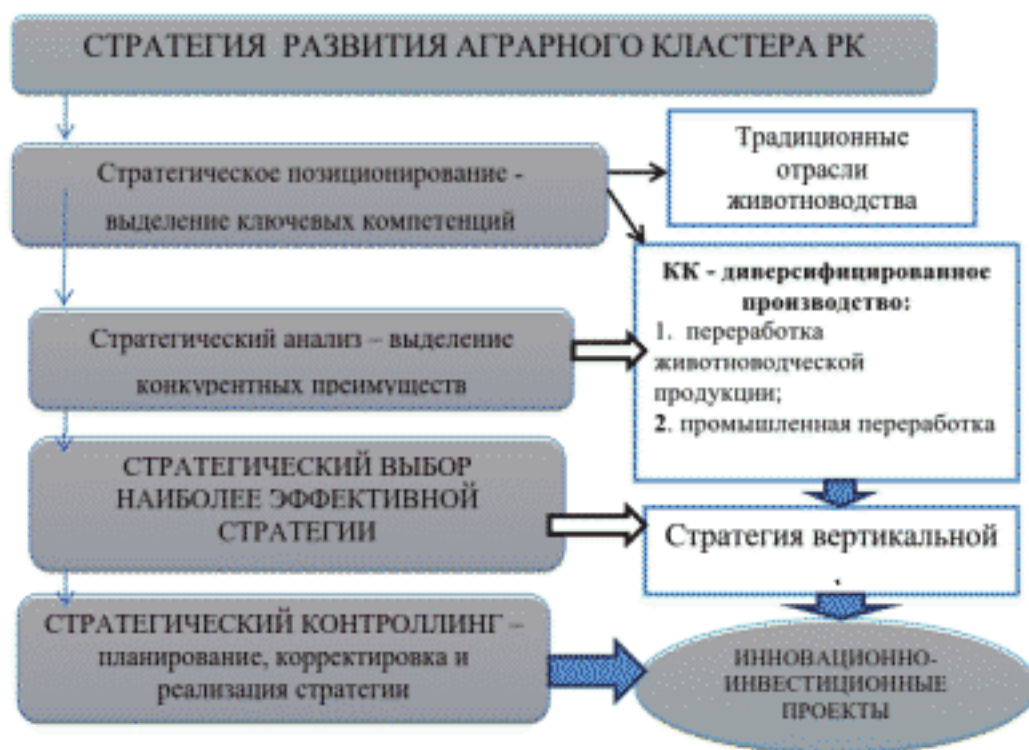 СТРАТЕГИЯ РАЗВИТИЯ АГРАРНОГО КЛАСТЕРА РК
Стратегическое позиционирование -
выделение ключевых компетенций
Традиционные
отрасли
животноводства
КК - диверсифицированное
производство:
1. переработка
животноводческой
продукции;
2. промышленная переработка
Стратегический анализ – выделение
конкурентных преимуществ
СТРАТЕГИЧЕСКИЙ ВЫБОР
НАИБОЛЕЕ ЭФФЕКТИВНОЙ
СТРАТЕГИИ
Стратегия вертикальной
СТРАТЕГИЧЕСКИЙ КОНТРОЛЛИНГ –
планирование, корректировка и
реализация стратегии
ИННОВАЦИОННО-
ИНВЕСТИЦИОННЫЕ
ПРОЕКТЫ